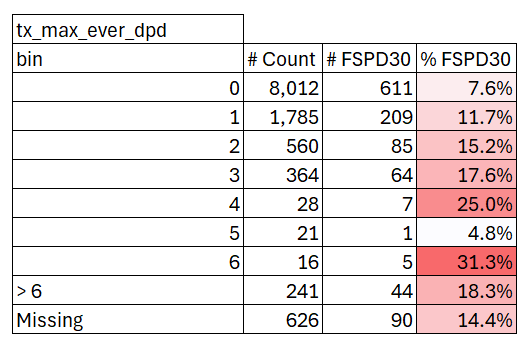 tx_max_ever_dpd
bin # Count # FSPD30 % FSPD30
0 8,012 611 7.6%
1 1,785 209 11.7%
2 560 85 15.2%
3 364 64 17.6%
4 28 7 25.0%
5 21 1 4.8%
6 16 5 31.3%
> 6 241 44 18.3%
Missing 626 90 14.4%